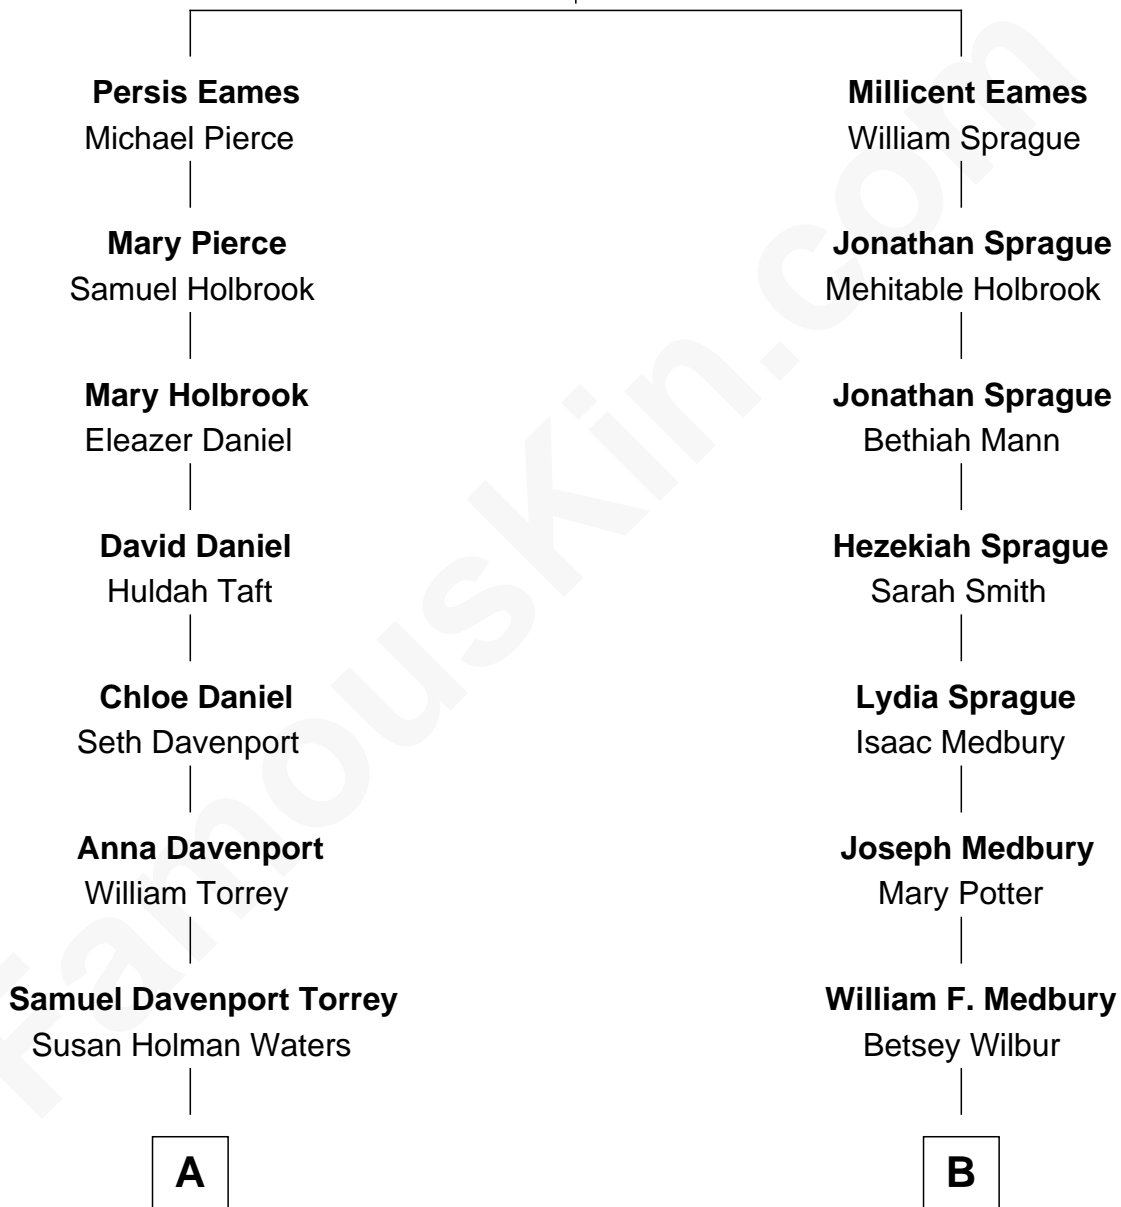 Persis Eames
Michael Pierce
Mary Pierce
Samuel Holbrook
Mary Holbrook
Eleazer Daniel
David Daniel
Huldah Taft
Chloe Daniel
Seth Davenport
Anna Davenport
William Torrey
Samuel Davenport Torrey
Susan Holman Waters
A
Millicent Eames
William Sprague
Jonathan Sprague
Mehitable Holbrook
Jonathan Sprague
Bethiah Mann
Hezekiah Sprague
Sarah Smith
Lydia Sprague
Isaac Medbury
Joseph Medbury
Mary Potter
William F. Medbury
Betsey Wilbur
B
FamousKin.com